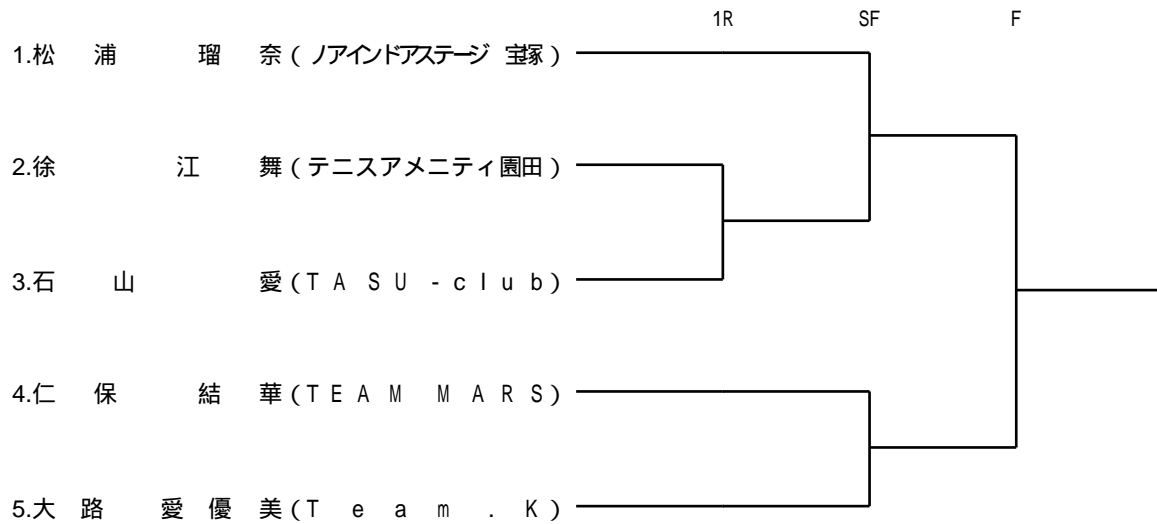 1R SF F
1.松 浦 瑠 奈 ( ノアインドアステージ 宝塚 )
2.徐 江 舞 ( テニスアメニティ園田 )
3.石 山 愛 ( T A S U - c l u b )
4.仁 保 結 華 ( T E A M M A R S )
5.大 路 愛 優 美 ( T e a m . K )